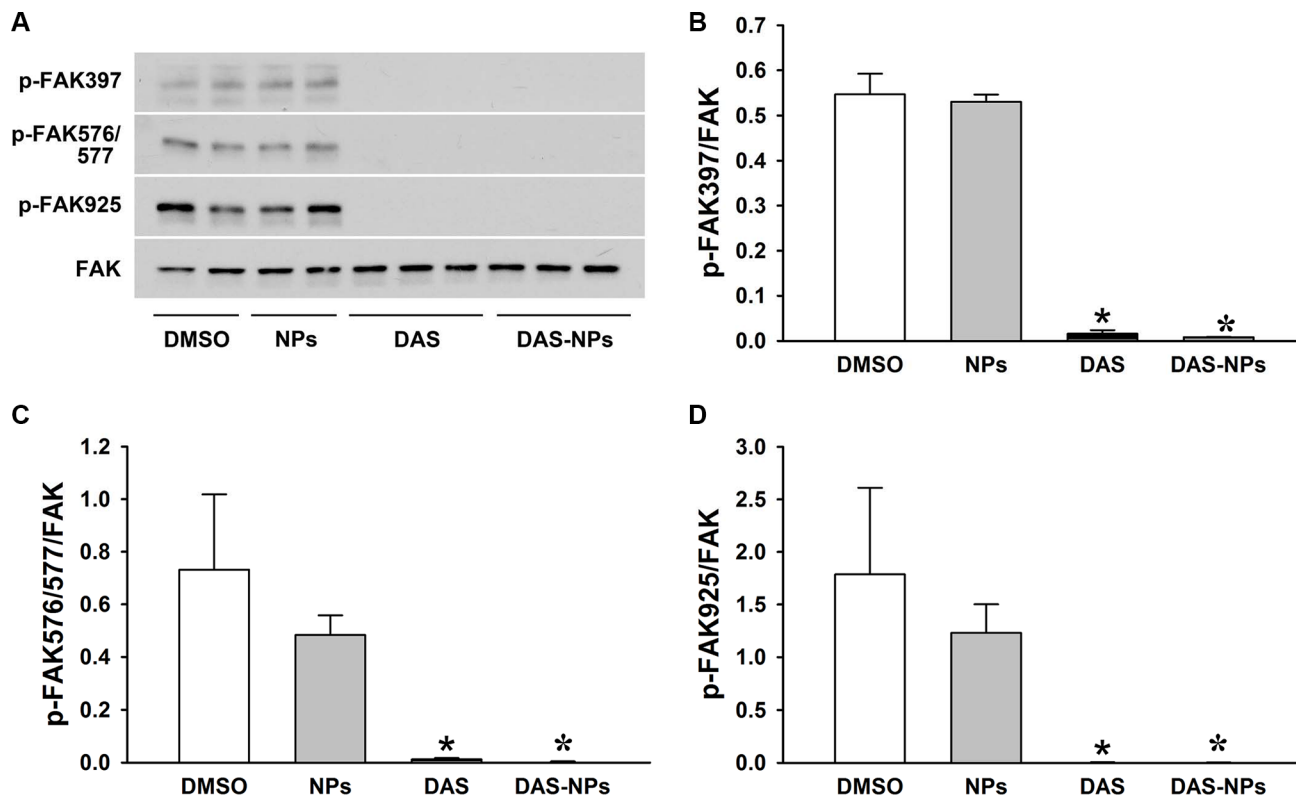 A
p-FAK397
p-FAK576/
577
p-FAK925
FAK
DMSO NPs DAS DAS-NPs
B
p-FAK397/FAK
0.7
0.6
0.5
0.4
0.3
0.2
0.1
0.0
* *
DMSO NPs DAS DAS-NPs
C
p-FAK576/577/FAK
1.2
1.0
0.8
0.6
0.4
0.2
0.0
* *
DMSO NPs DAS DAS-NPs
D
p-FAK925/FAK
3.0
2.5
2.0
1.5
1.0
0.5
0.0
* *
DMSO NPs DAS DAS-NPs